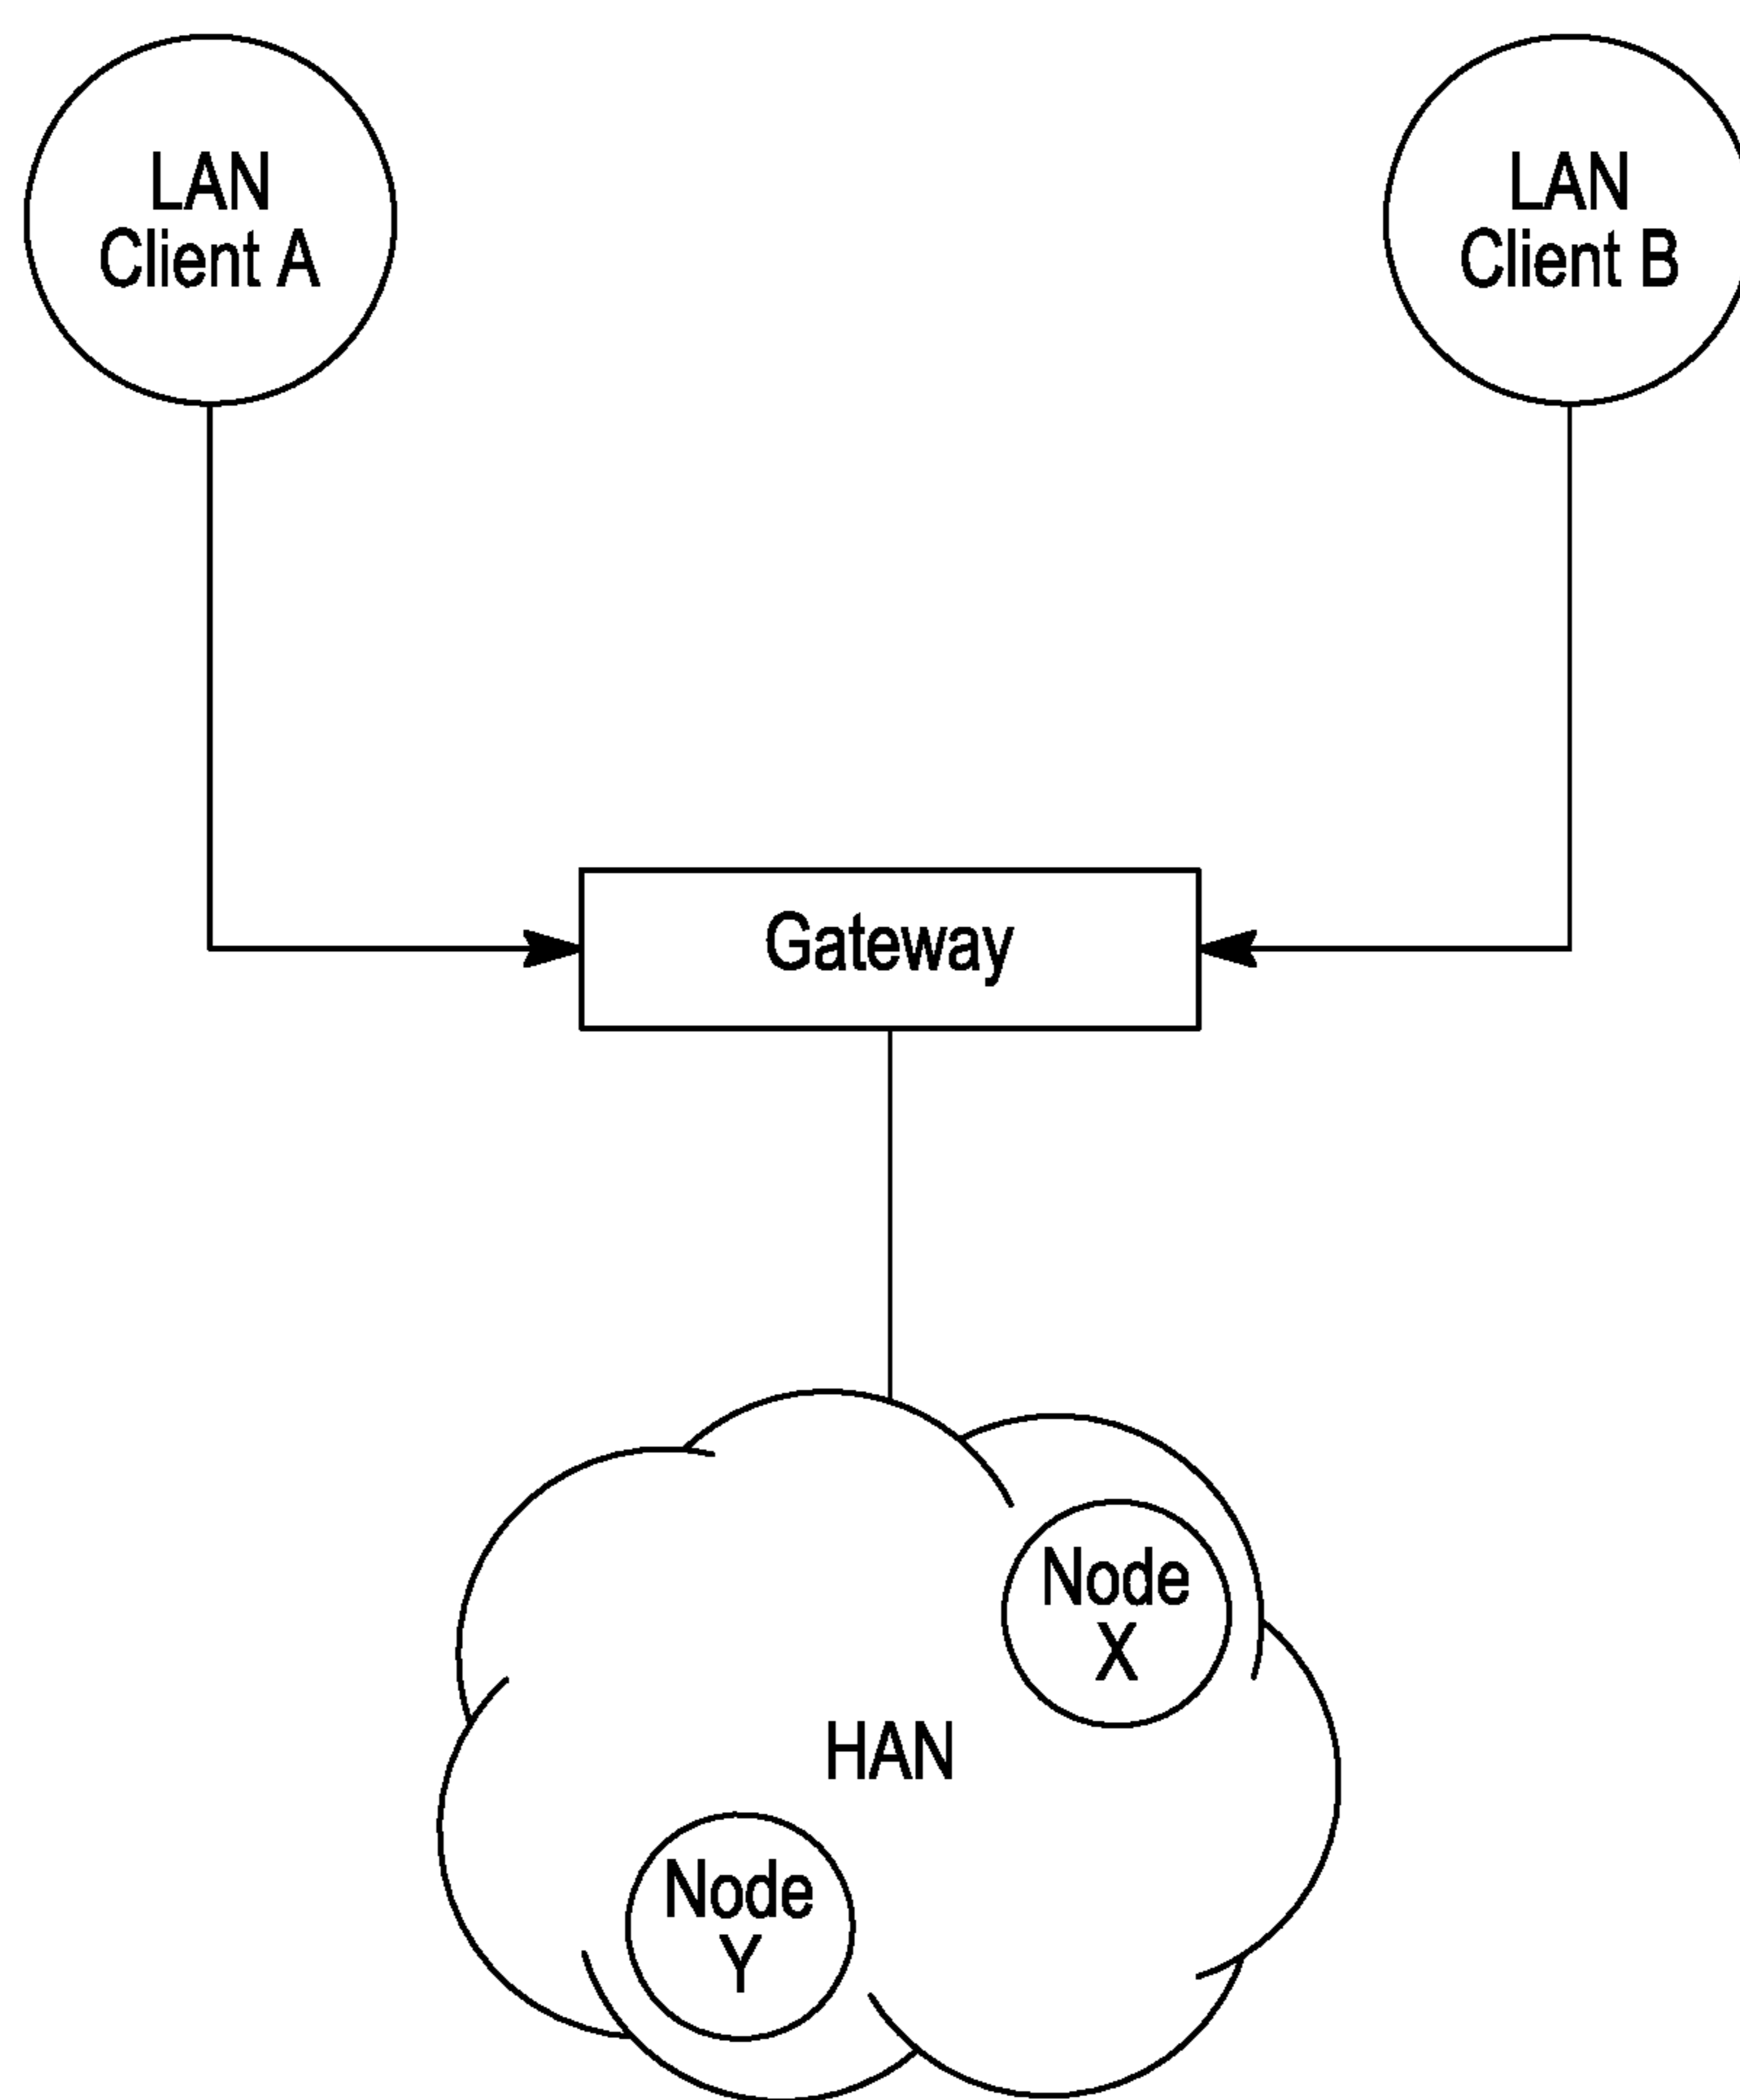 LAN
Client A
LAN
Client B
Gateway
Node
X
HAN
Node
Y